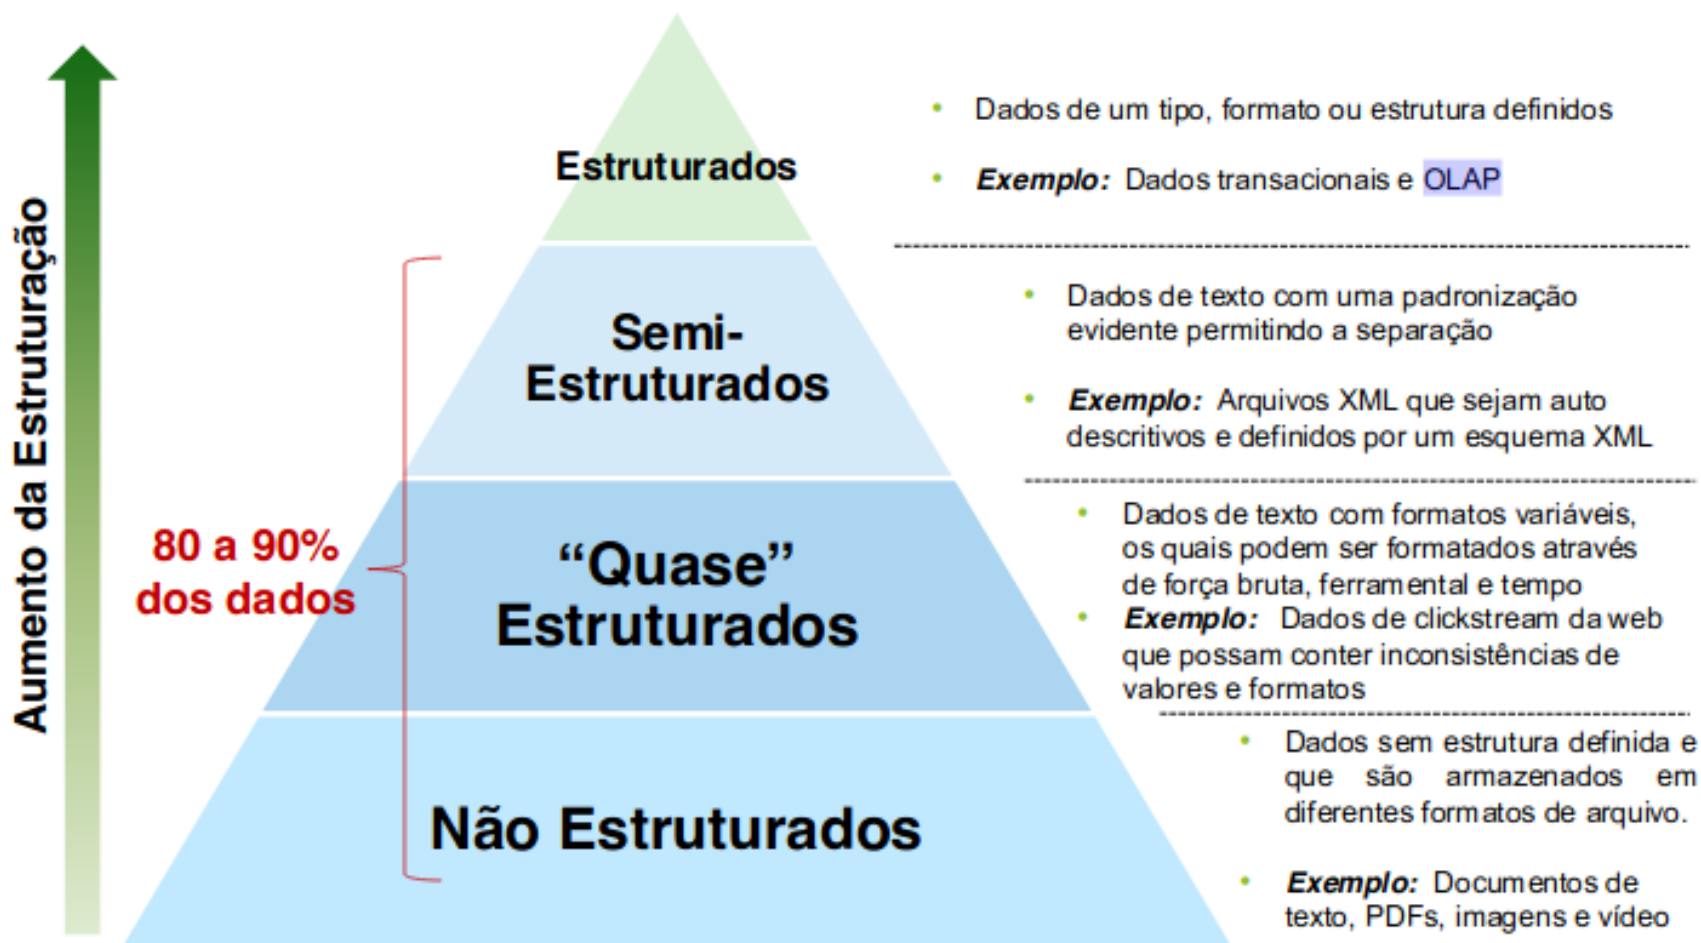 Aumento da Estruturação
80 a 90%
dos dados
Estruturados
Semi-
Estruturados
“Quase”
Estruturados
Não Estruturados
• Dados de um tipo, formato ou estrutura definidos
• Exemplo: Dados transacionais e OLAP
• Dados de texto com uma padronização
evidente permitindo a separação
• Exemplo: Arquivos XML que sejam auto
descritivos e definidos por um esquema XML
• Dados de texto com formatos variáveis,
os quais podem ser formatados através
de força bruta, ferramental e tempo
• Exemplo: Dados de clickstream da web
que possam conter inconsistências de
valores e formatos
• Dados sem estrutura definida e
que são armazenados em
diferentes formatos de arquivo.
• Exemplo: Documentos de
texto, PDFs, imagens e vídeo